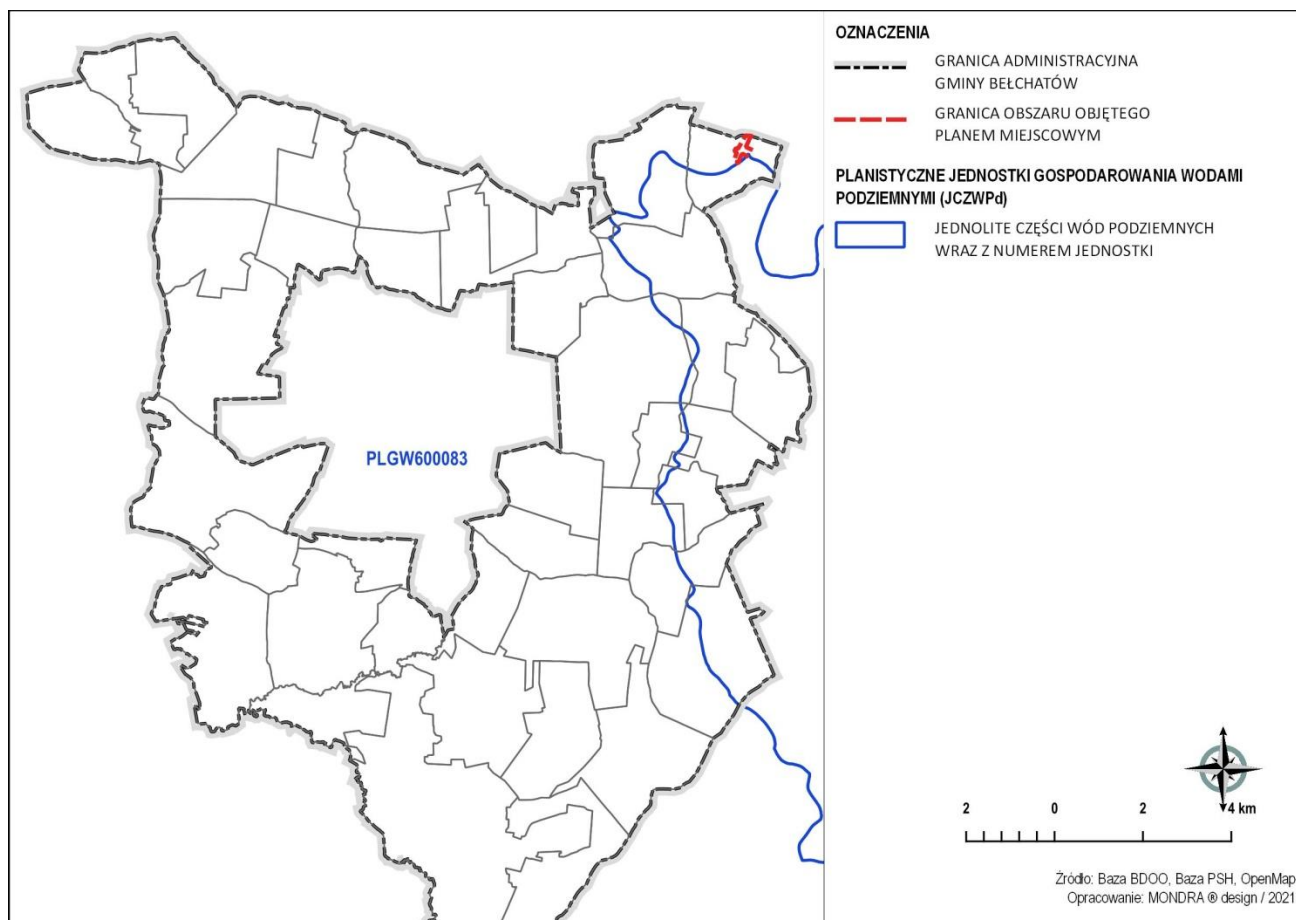 OZNACZENIA
GRANICA ADMINISTRACYJNA
GMINY BEŁCHATÓW
GRANICA OBSZARU OBJĘTEGO
PLANEM MIEJSCOWYM
PLANISTYCZNE JEDNOSTKI GOSPODAROWANIA WODAMI
PODZIEMNYMI (JCZWPd)
JEDNOLITE CZĘŚCI WÓD PODZIEMNYCH
WRAZ Z NUMEREM JEDNOSTKI
PLGW600083
2 0 2 4 km
Źródło: Baza BDOO, Baza PSH, OpenMap
Opracowanie: MONDRA ® design / 2021